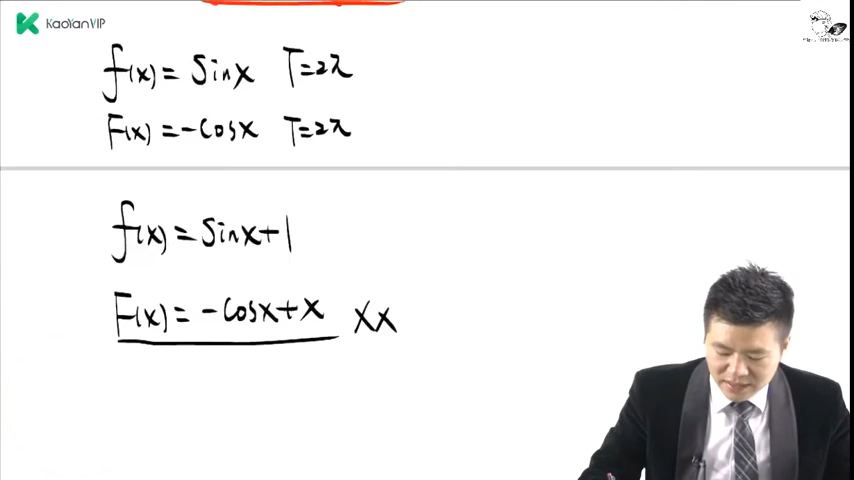 KaoYanVIP
f(x) = sinx T=2π
F(x) = -cosx T=2π
f(x) = sinx+1
F(x) = -cosx+x XX